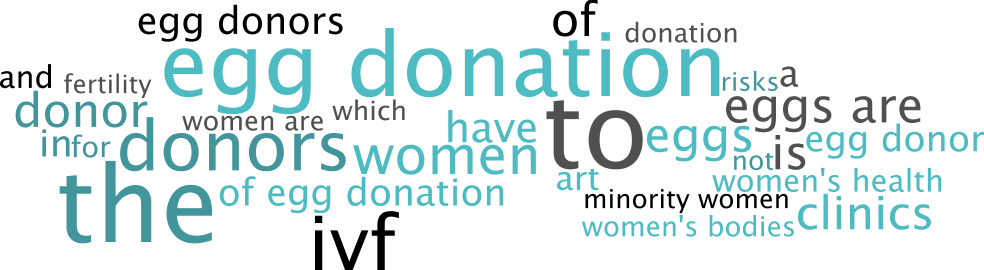 egg donors
of
donation
and
fertility
egg donation
risks
a
donor
women are
which
eggs are
in
for
donors
have
women
to
eggs
not
is
egg donor
the
of egg donation
art
women's health
minority women
women's bodies
clinics
ivf